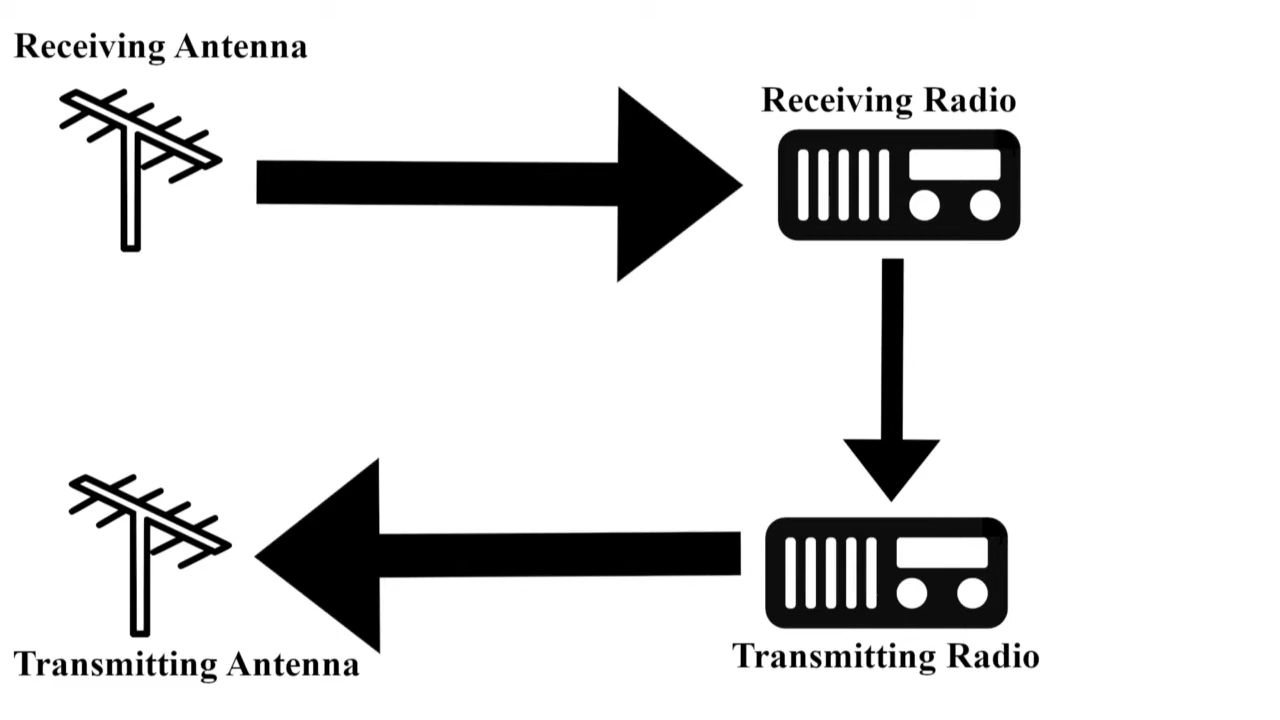 Receiving Antenna
Receiving Radio
Transmitting Antenna
Transmitting Radio